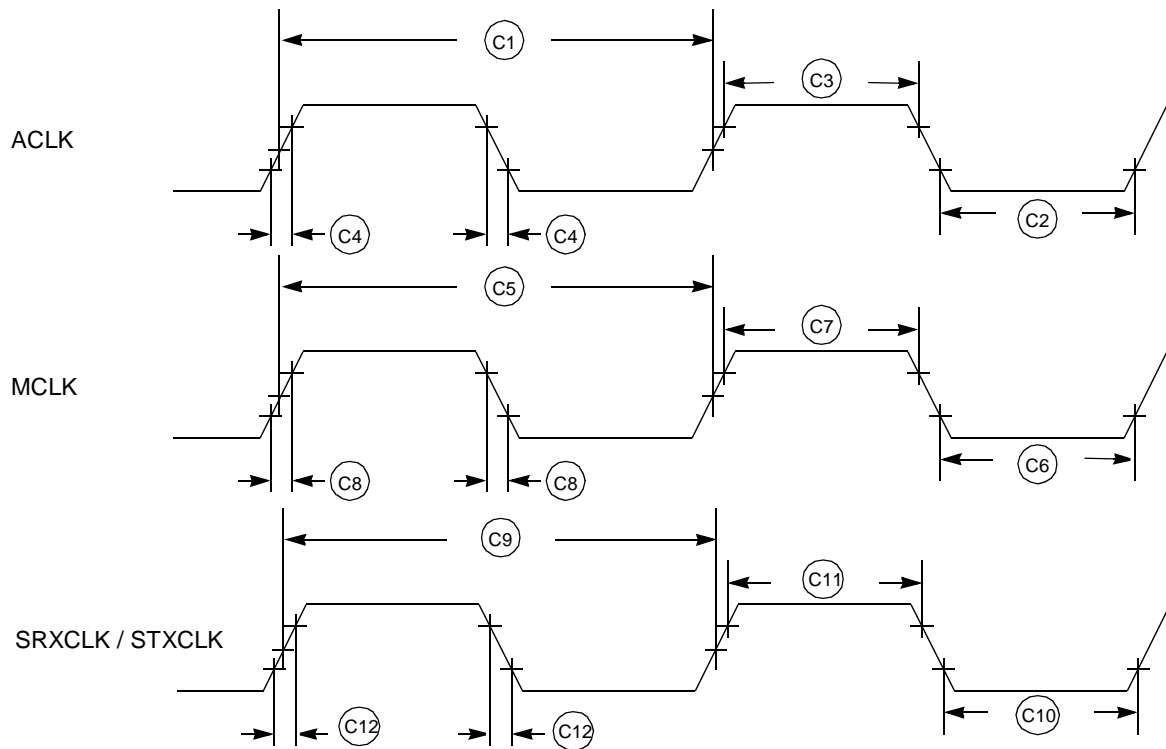 C1
C3
ACLK
C2
C4
C4
C5
C7
MCLK
C6
C8
C8
C9
C11
SRXCLK / STXCLK
C10
C12
C12